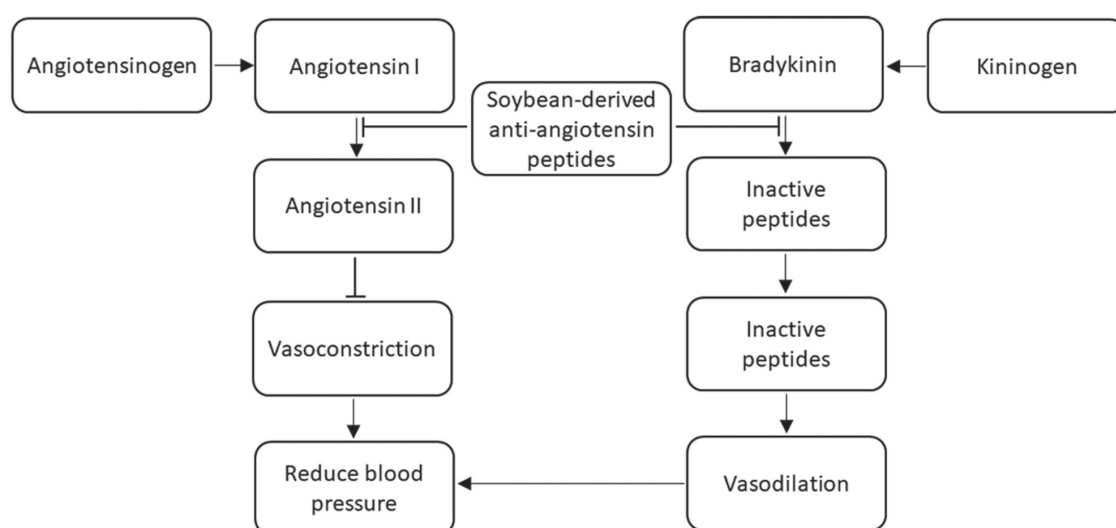 Angiotensinogen
Angiotensin I
Bradykinin
Kininogen
Soybean-derived
anti-angiotensin
peptides
Angiotensin II
Inactive
peptides
Vasoconstriction
Inactive
peptides
Reduce blood
pressure
Vasodilation